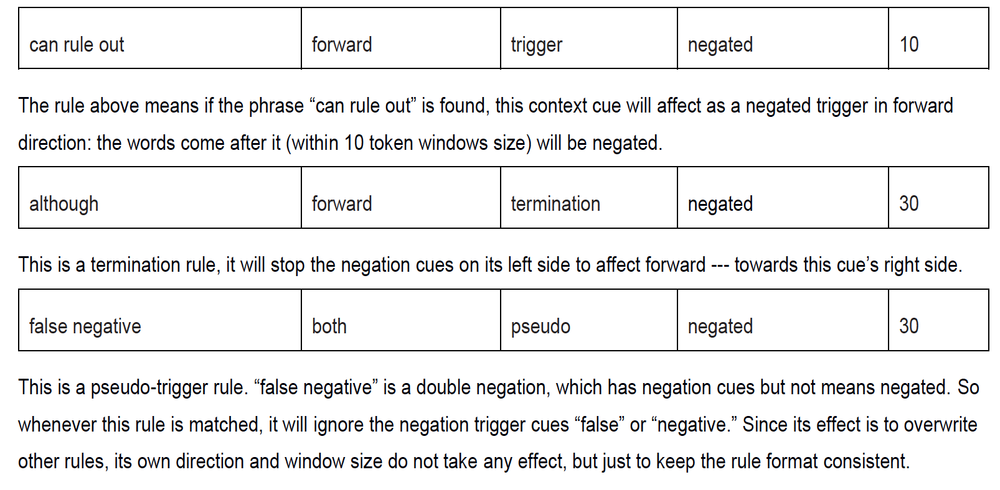 can rule out forward trigger negated 10
The rule above means if the phrase “can rule out” is found, this context cue will affect as a negated trigger in forward
direction: the words come after it (within 10 token windows size) will be negated.
although forward termination negated 30
This is a termination rule, it will stop the negation cues on its left side to affect forward --- towards this cue’s right side.
false negative both pseudo negated 30
This is a pseudo-trigger rule. “false negative” is a double negation, which has negation cues but not means negated. So
whenever this rule is matched, it will ignore the negation trigger cues “false” or “negative.” Since its effect is to overwrite
other rules, its own direction and window size do not take any effect, but just to keep the rule format consistent.